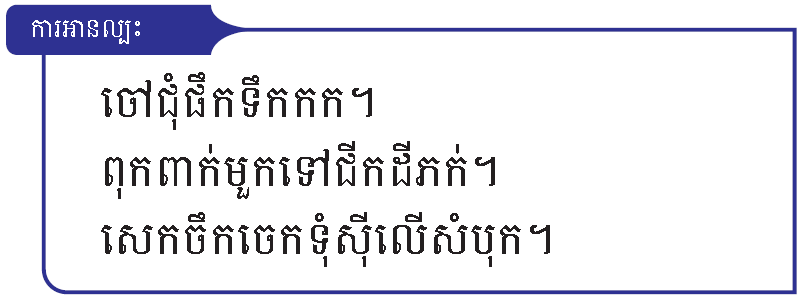 ការអានល្បះ
ចៅជុំផឹកទឹកកក។
ពុកពាក់មួកទៅជីកដីភក់។
សេកចឹកចេកទុំស៊ីលើសំបុក។